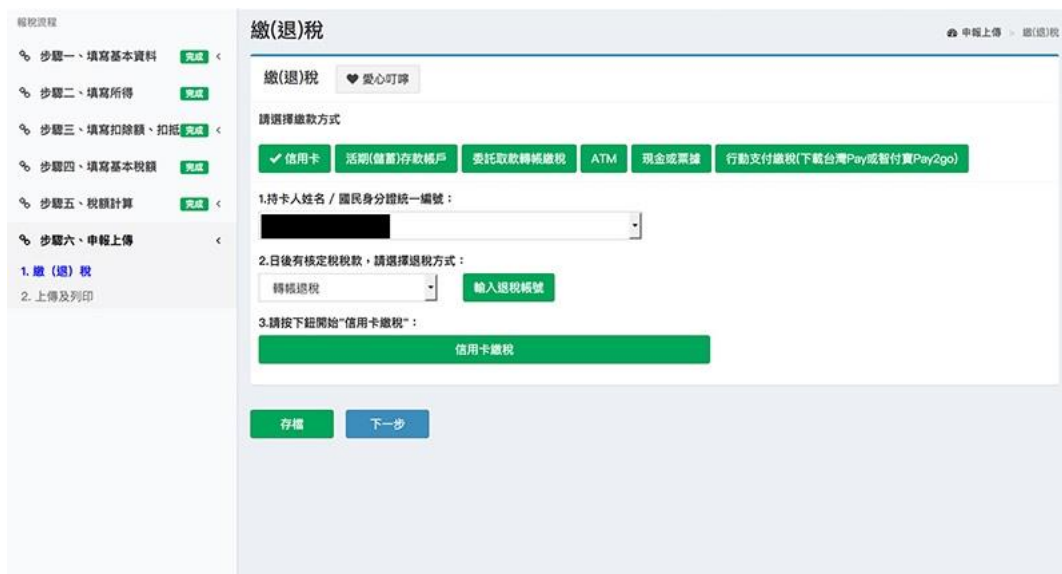 報稅流程
步驟一、填寫基本資料 完成
步驟二、填寫所得 完成
步驟三、填寫扣除額、扣抵 完成
步驟四、填寫基本稅額 完成
步驟五、稅額計算 完成
步驟六、申報上傳
1. 繳（退）稅
2. 上傳及列印
繳(退)稅
申報上傳 > 繳(退)稅
繳(退)稅 愛心叮嚀
請選擇繳款方式
信用卡 活期(儲蓄)存款帳戶 委託取款轉帳繳稅 ATM 現金或票據 行動支付繳稅(下載台灣Pay或智付寶Pay2go)
1.持卡人姓名 / 國民身分證統一編號：
2.日後有核定稅稅款，請選擇退稅方式：
轉帳退稅 輸入退稅帳號
3.請按下鈕開始"信用卡繳稅"：
信用卡繳稅
存檔 下一步